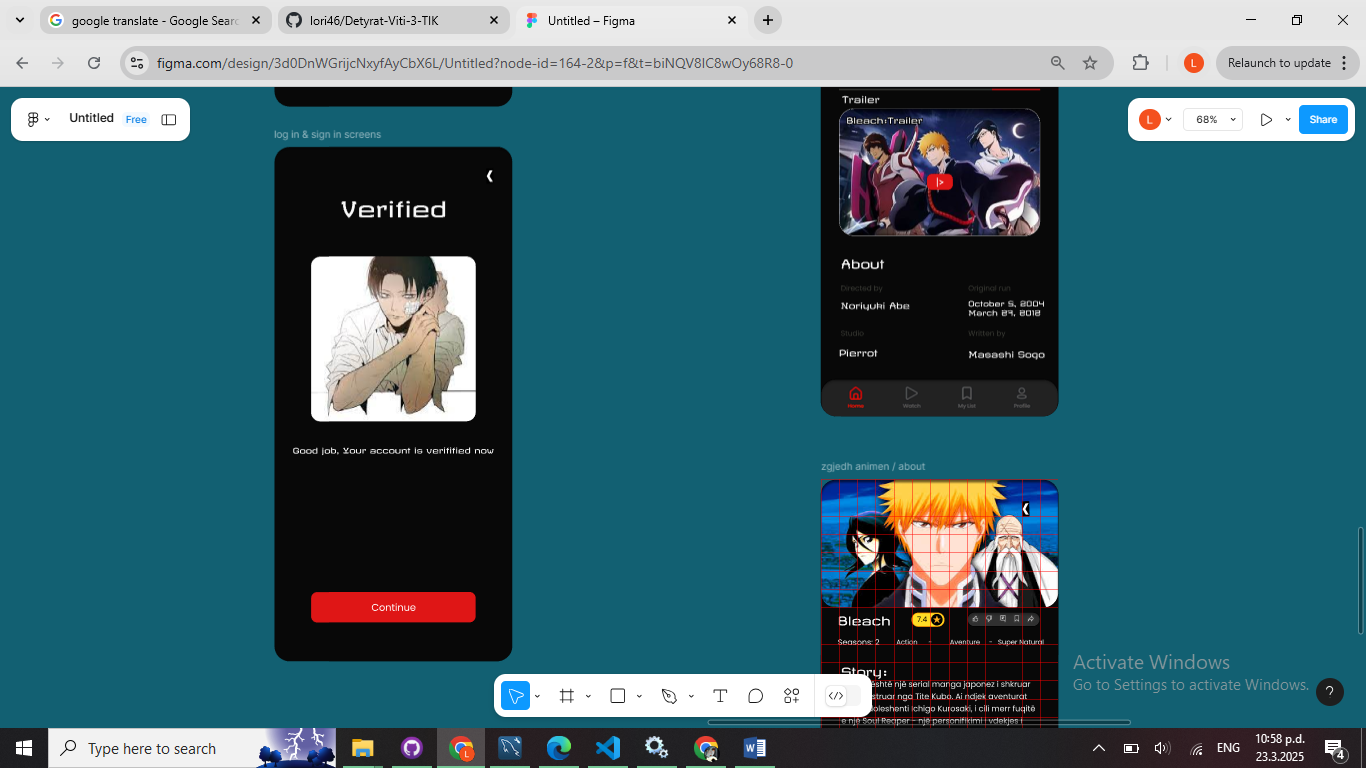 google translate - Google Searc
lori46/Detyrat-Viti-3-TIK
Untitled – Figma
figma.com/design/3d0DnWGrijcNxyfAyCbX6L/Untitled?node-id=164-2&p=f&t=biNQV8IC8wOy68R8-0
L
Relaunch to update
Untitled
Free
L
68%
Share
log in & sign in screens
Verified
Good job, Your account is veritified now
Continue
Trailer
Bleach:Trailer
About
Directed by
Original run
Noriyuki Abe
October 5, 2004
March 27, 2012
Studio
Written by
Pierrot
Masashi Sogo
Home
Watch
My List
Profile
zgjedh animen / about
Bleach
7.4
Seasons: 2
Action
-
Aventure
-
Super Natural
Story:
është një serial manga japonez i shkruar
nga Tite Kubo. Ai ndjek aventurat
Ichigo Kurosaki, i cili merr fuqitë
e një Soul Reaper – një personifikimi i vdekjes i
Activate Windows
Go to Settings to activate Windows.
?
Type here to search
L
ENG
10:58 p.d.
23.3.2025
4